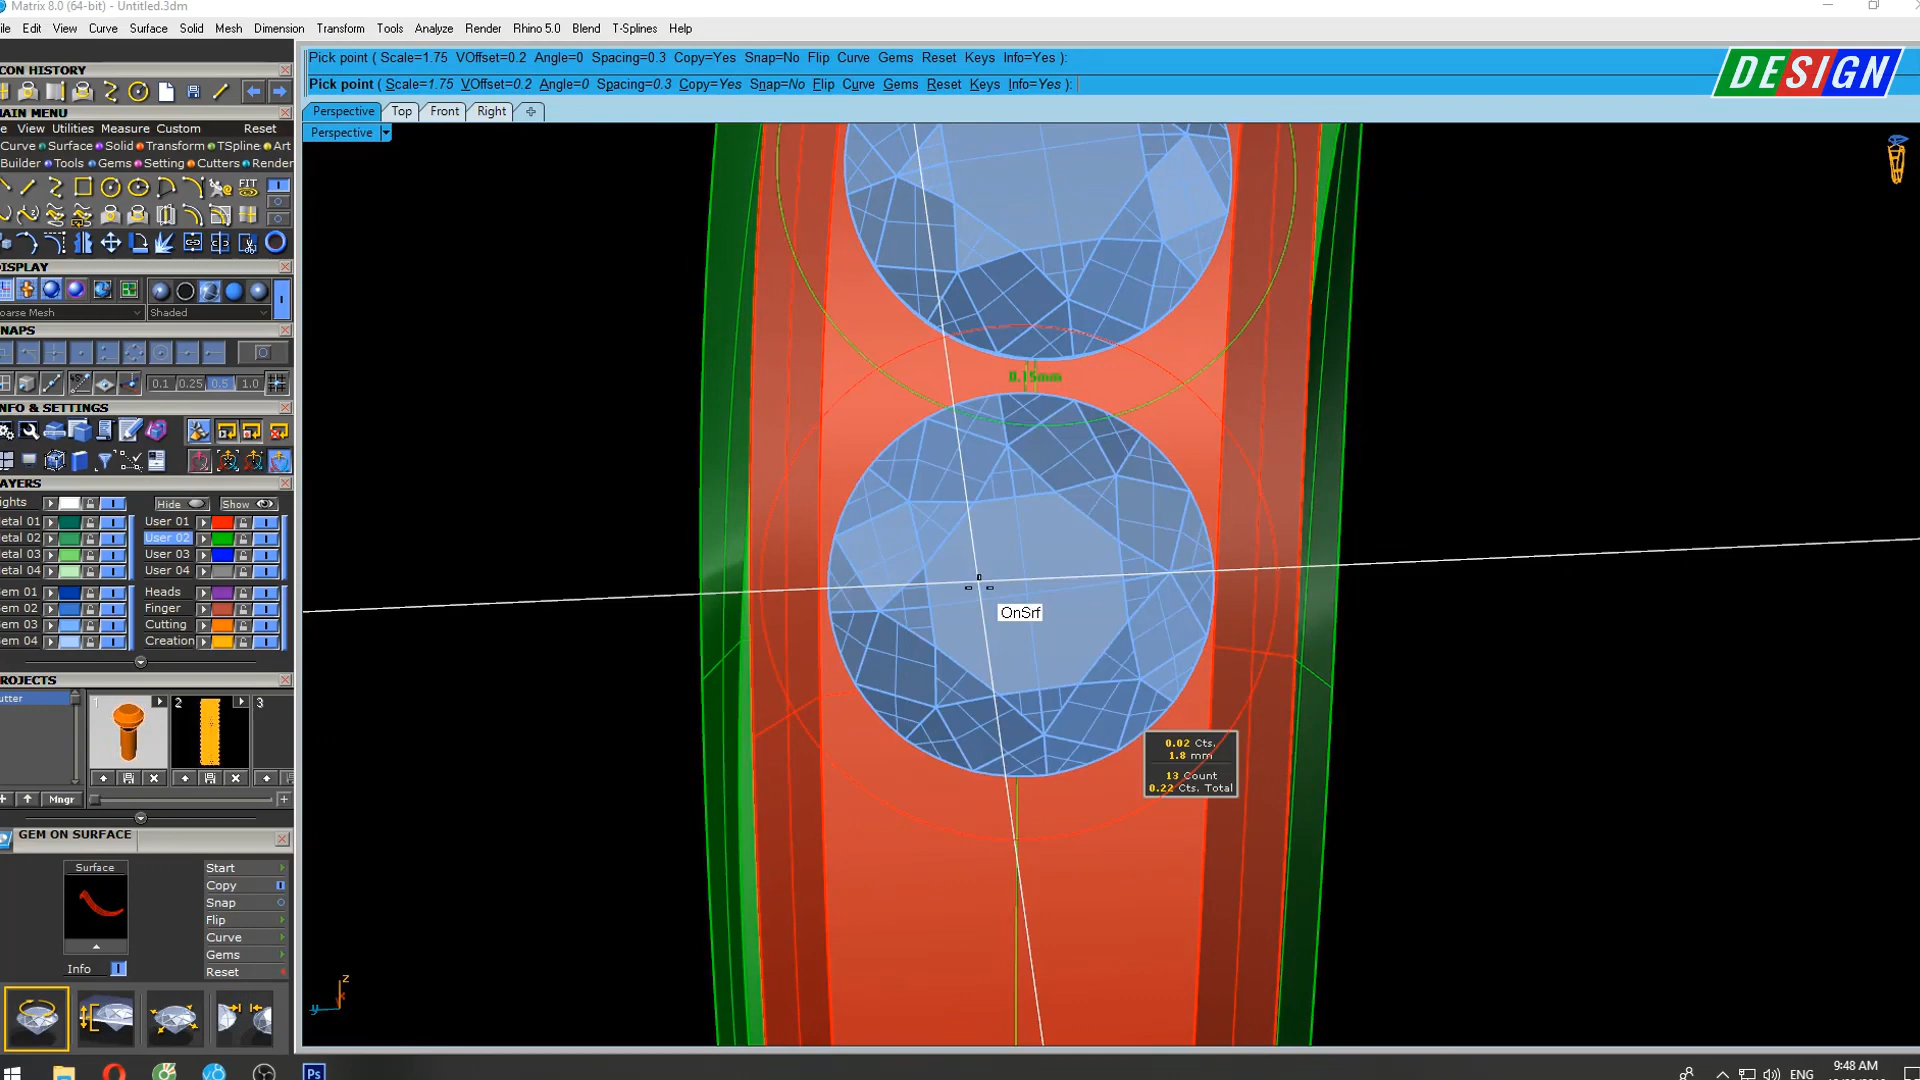 Matrix 8.0 (64-bit) - Untitled.3dm
ile Edit View Curve Surface Solid Mesh Dimension Transform Tools Analyze Render Rhino 5.0 Blend T-Splines Help
Pick point ( Scale=1.75 VOffset=0.2 Angle=0 Spacing=0.3 Copy=Yes Snap=No Flip Curve Gems Reset Keys Info=Yes ):
Pick point ( Scale=1.75 VOffset=0.2 Angle=0 Spacing=0.3 Copy=Yes Snap=No Flip Curve Gems Reset Keys Info=Yes ):
DESIGN
Perspective Top Front Right
Perspective
CON HISTORY
AIN MENU
e View Utilities Measure Custom Reset
Curve Surface Solid Transform TSpline Art
Builder Tools Gems Setting Cutters Render
FIT
ISPLAY
oarse Mesh Shaded
NAPS
0.1 0.25 0.5 1.0
NFO & SETTINGS
AYERS
ights Hide Show
etal 01 User 01
etal 02 User 02
etal 03 User 03
etal 04 User 04
em 01 Heads
em 02 Finger
em 03 Cutting
em 04 Creation
ROJECTS
utter 1 2 3
Mngr
GEM ON SURFACE
Surface
Start
Copy
Snap
Flip
Curve
Gems
Info
Reset
0.15mm
OnSrf
0.02 Cts.
1.8 mm
13 Count
0.22 Cts. Total
z
x
y
Ps
ENG
9:48 AM